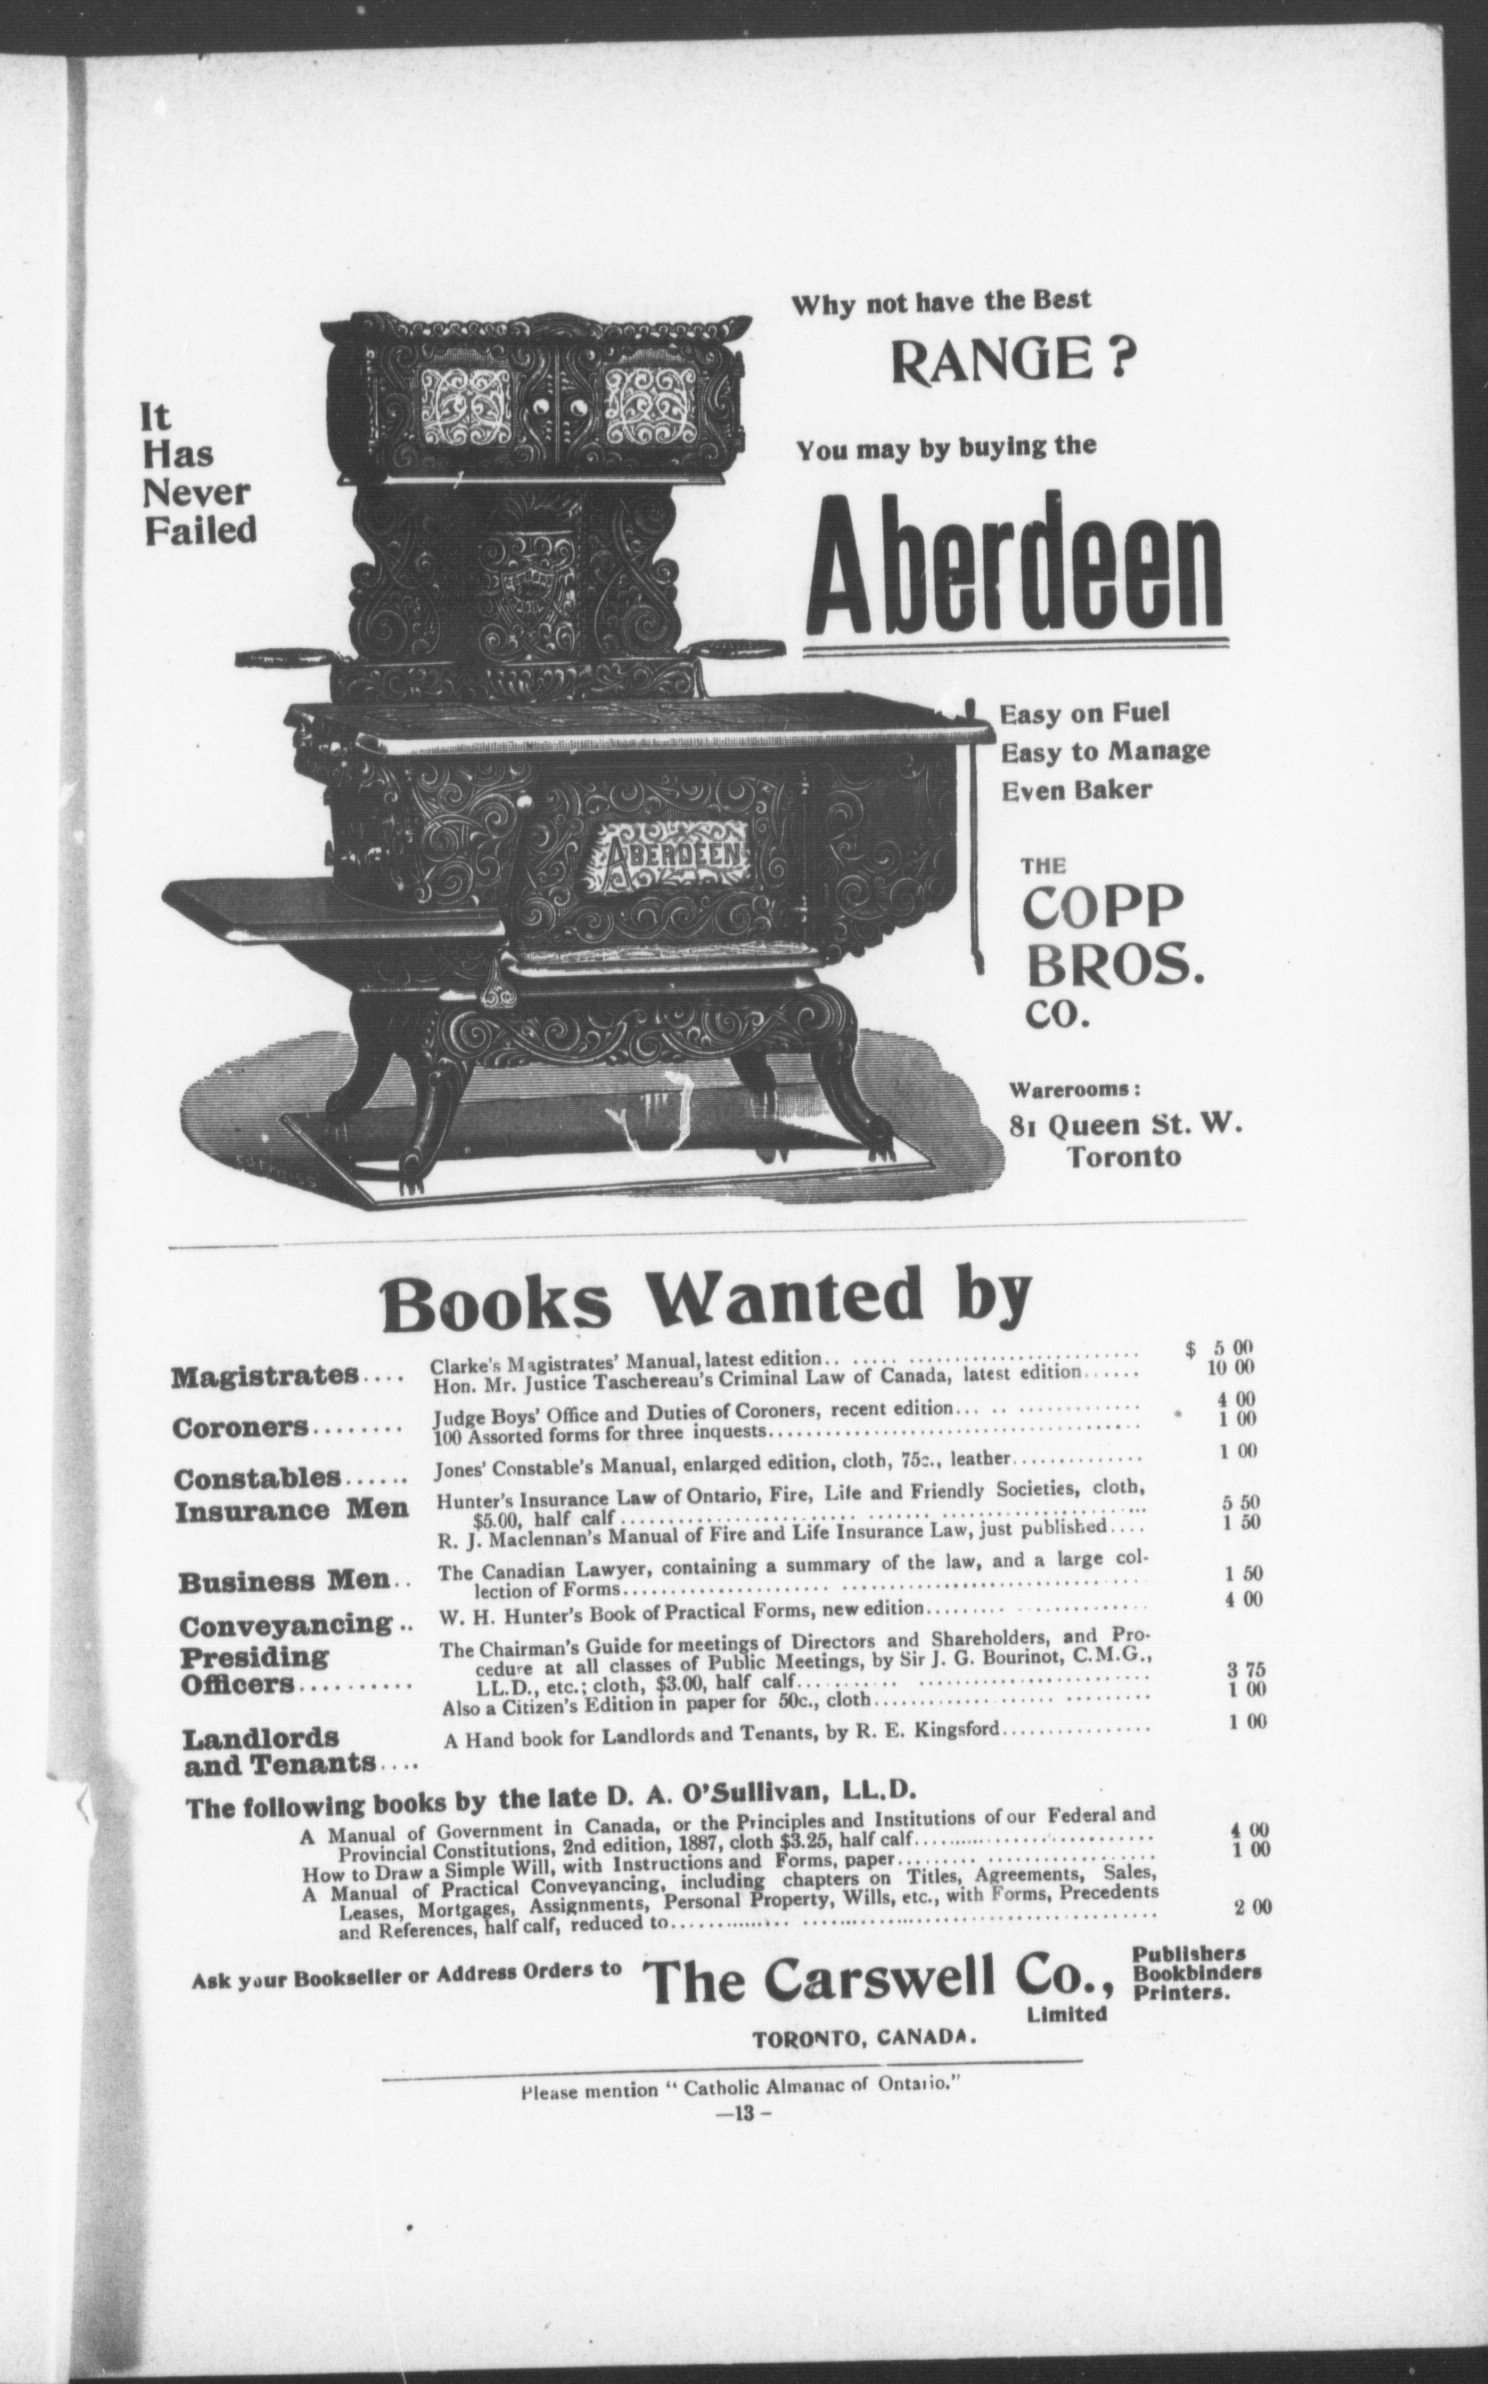 Why not have the Best
RANGE?
It
Has
Never
Failed
You may by buying the
Aberdeen
Easy on Fuel
Easy to Manage
Even Baker
ABERDEEN
THE
COPP
BROS.
CO.
Warerooms:
81 Queen St. W.
Toronto
Books Wanted by
Magistrates.... Clarke's Magistrates' Manual, latest edition.. ..... .......................... $ 5 00
Hon. Mr. Justice Taschereau's Criminal Law of Canada, latest edition...... 10 00
Coroners........ Judge Boys' Office and Duties of Coroners, recent edition... .. ............. 4 00
100 Assorted forms for three inquests....................................... 1 00
Constables...... Jones' Constable's Manual, enlarged edition, cloth, 75c., leather.............. 1 00
Insurance Men Hunter's Insurance Law of Ontario, Fire, Life and Friendly Societies, cloth,
$5.00, half calf............................................................ 5 50
R. J. Maclennan's Manual of Fire and Life Insurance Law, just published.... 1 50
Business Men.. The Canadian Lawyer, containing a summary of the law, and a large col-
lection of Forms...................... ................................. 1 50
Conveyancing.. W. H. Hunter's Book of Practical Forms, new edition......... .............. 4 00
Presiding
Officers.......... The Chairman's Guide for meetings of Directors and Shareholders, and Pro-
cedure at all classes of Public Meetings, by Sir J. G. Bourinot, C.M.G.,
LL.D., etc.; cloth, $3.00, half calf........... ......................... 3 75
Also a Citizen's Edition in paper for 50c., cloth............................ 1 00
Landlords
and Tenants.... A Hand book for Landlords and Tenants, by R. E. Kingsford................ 1 00
The following books by the late D. A. O'Sullivan, LL.D.
A Manual of Government in Canada, or the Principles and Institutions of our Federal and
Provincial Constitutions, 2nd edition, 1887, cloth $3.25, half calf.......................... 4 00
How to Draw a Simple Will, with Instructions and Forms, paper......... .................. 1 00
A Manual of Practical Conveyancing, including chapters on Titles, Agreements, Sales,
Leases, Mortgages, Assignments, Personal Property, Wills, etc., with Forms, Precedents
and References, half calf, reduced to............. ....................................... 2 00
Ask your Bookseller or Address Orders to The Carswell Co., Limited
Publishers
Bookbinders
Printers.
TORONTO, CANADA.
Please mention "Catholic Almanac of Ontario."
—13—